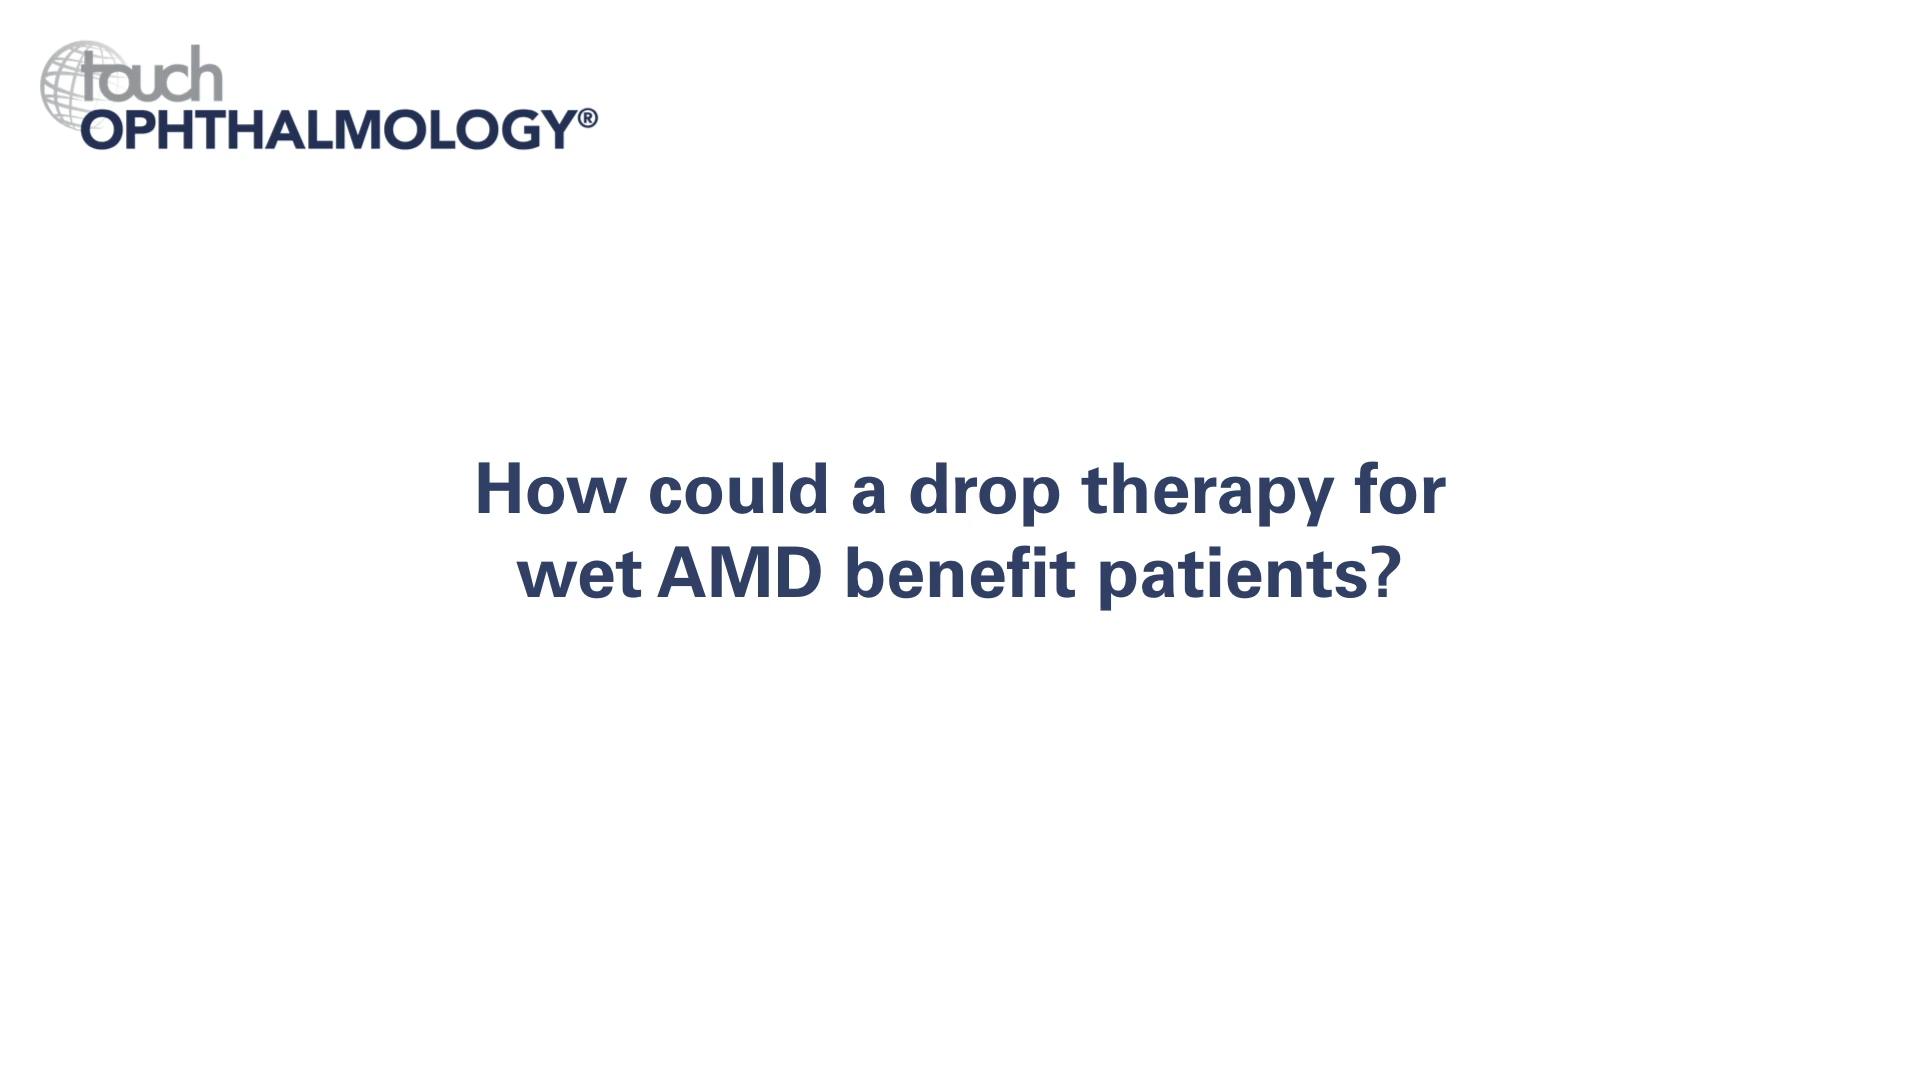 touch
OPHTHALMOLOGY®
How could a drop therapy for
wet AMD benefit patients?